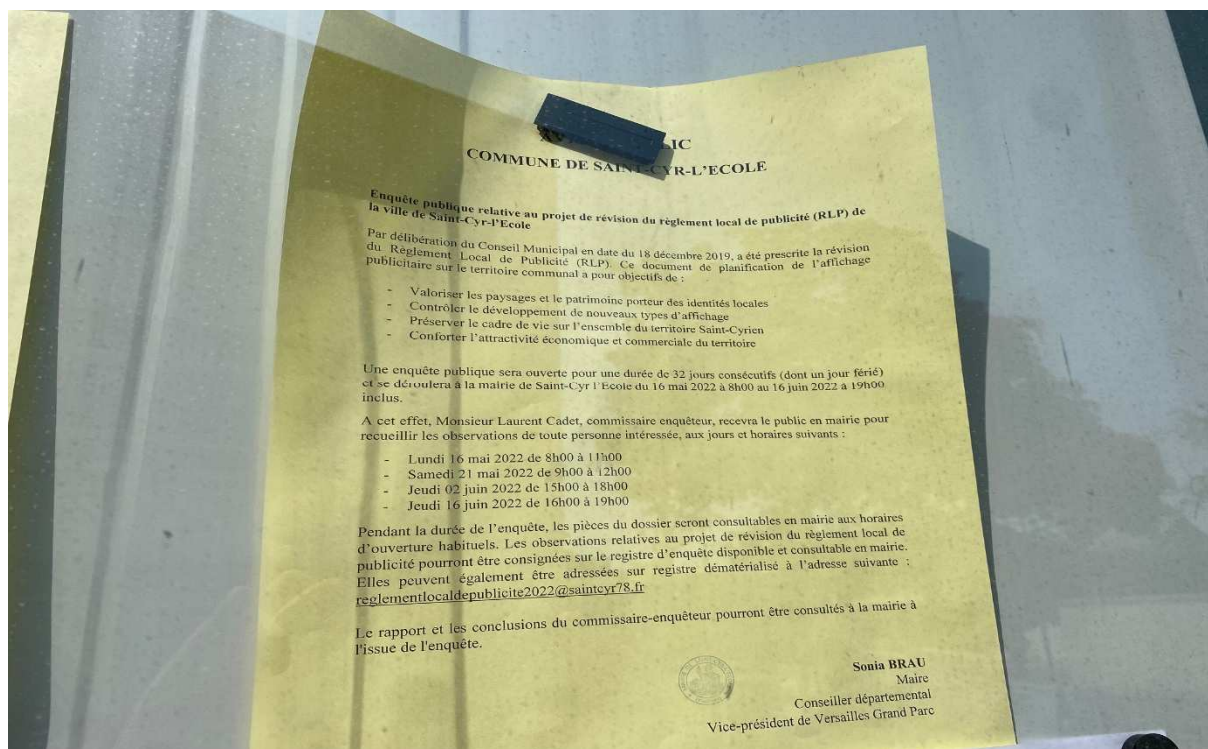 LIC
COMMUNE DE SAINT-CYR-L'ECOLE
Enquête publique relative au projet de révision du règlement local de publicité (RLP) de
la ville de Saint-Cyr-l'Ecole
Par délibération du Conseil Municipal en date du 18 décembre 2019, a été prescrite la révision
du Règlement Local de Publicité (RLP). Ce document de planification de l'affichage
publicitaire sur le territoire communal a pour objectifs de :
- Valoriser les paysages et le patrimoine porteur des identités locales
- Contrôler le développement de nouveaux types d'affichage
- Préserver le cadre de vie sur l'ensemble du territoire Saint-Cyrien
- Conforter l'attractivité économique et commerciale du territoire
Une enquête publique sera ouverte pour une durée de 32 jours consécutifs (dont un jour férié)
et se déroulera à la mairie de Saint-Cyr l'Ecole du 16 mai 2022 à 8h00 au 16 juin 2022 à 19h00
inclus.
A cet effet, Monsieur Laurent Cadet, commissaire enquêteur, recevra le public en mairie pour
recueillir les observations de toute personne intéressée, aux jours et horaires suivants :
- Lundi 16 mai 2022 de 8h00 à 11h00
- Samedi 21 mai 2022 de 9h00 à 12h00
- Jeudi 02 juin 2022 de 15h00 à 18h00
- Jeudi 16 juin 2022 de 16h00 à 19h00
Pendant la durée de l'enquête, les pièces du dossier seront consultables en mairie aux horaires
d'ouverture habituels. Les observations relatives au projet de révision du règlement local de
publicité pourront être consignées sur le registre d'enquête disponible et consultable en mairie.
Elles peuvent également être adressées sur registre dématérialisé à l'adresse suivante :
reglementlocaldepublicite2022@saintcyr78.fr
Le rapport et les conclusions du commissaire-enquêteur pourront être consultés à la mairie à
l'issue de l'enquête.
Sonia BRAU
Maire
Conseiller départemental
Vice-président de Versailles Grand Parc